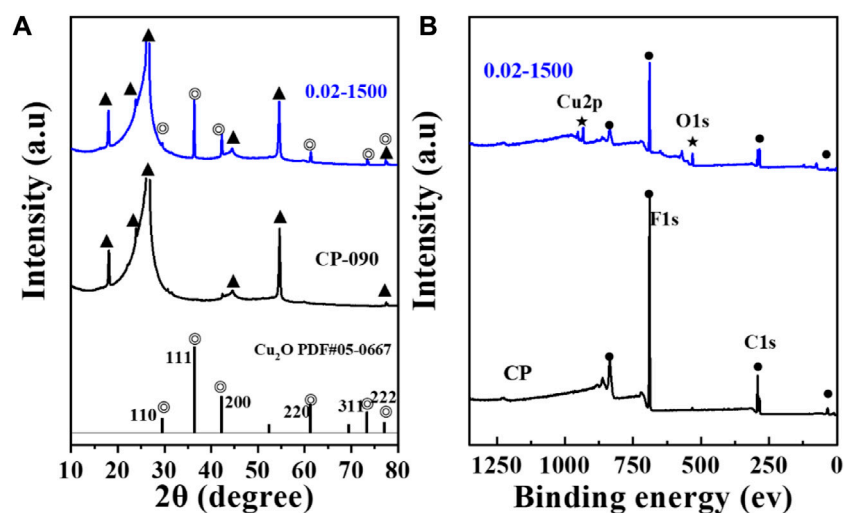 A
Intensity (a.u)
0.02-1500
CP-090
Cu₂O PDF#05-0667
111
110
200
220
311
222
10 20 30 40 50 60 70 80
2θ (degree)
B
Intensity (a.u)
0.02-1500
Cu2p
O1s
F1s
C1s
CP
1250 1000 750 500 250 0
Binding energy (ev)